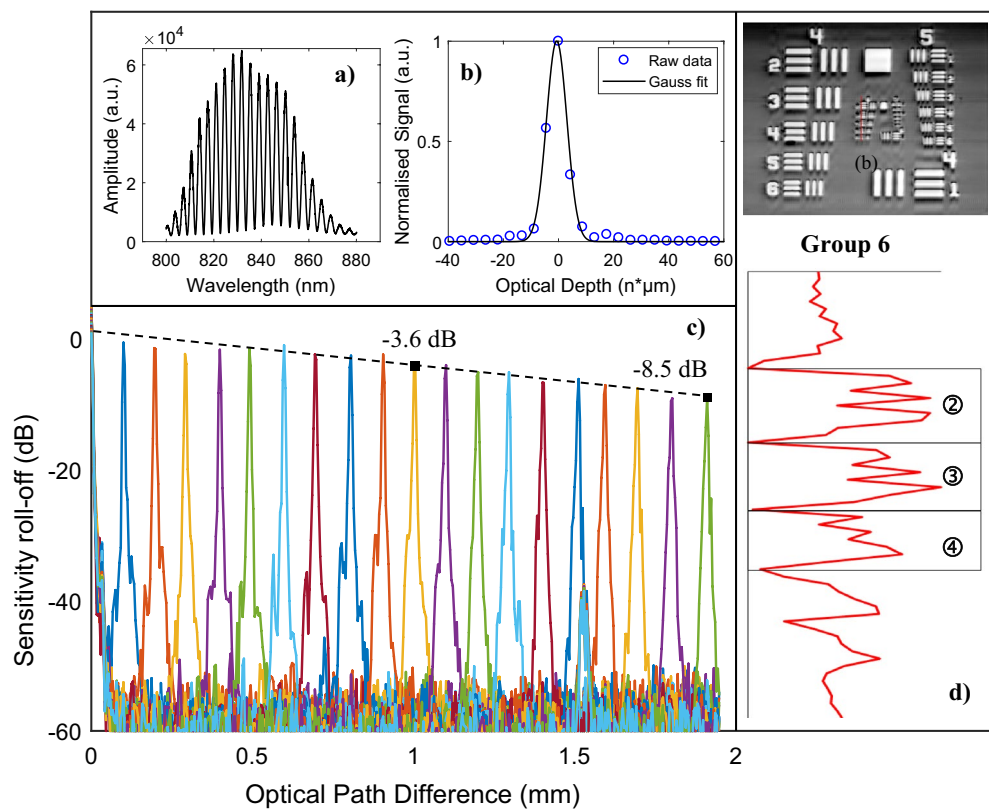 ×10⁴
a)
6
4
2
0
Amplitude (a.u.)
800 820 840 860 880
Wavelength (nm)
b)
Raw data
Gauss fit
1
0.5
0
Normalised Signal (a.u.)
-40 -20 0 20 40 60
Optical Depth (n*μm)
4
5
2
3
4
5
6
(b)
4
1
Group 6
②
③
④
d)
c)
-3.6 dB
-8.5 dB
0
-20
-40
-60
Sensitivity roll-off (dB)
0 0.5 1 1.5 2
Optical Path Difference (mm)